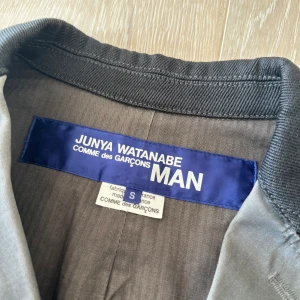 JUNYA WATANABE
COMME des GARÇONS
MAN
S
COMME des GARÇONS